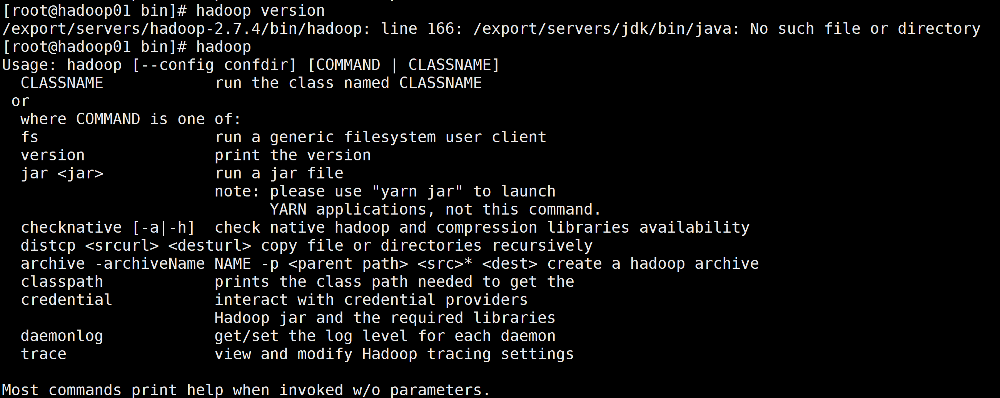 [root@hadoop01 bin]# hadoop version
/export/servers/hadoop-2.7.4/bin/hadoop: line 166: /export/servers/jdk/bin/java: No such file or directory
[root@hadoop01 bin]# hadoop
Usage: hadoop [--config confdir] [COMMAND | CLASSNAME]
  CLASSNAME            run the class named CLASSNAME
 or
  where COMMAND is one of:
  fs                   run a generic filesystem user client
  version              print the version
  jar <jar>            run a jar file
                       note: please use "yarn jar" to launch
                             YARN applications, not this command.
  checknative [-a|-h]  check native hadoop and compression libraries availability
  distcp <srcurl> <desturl> copy file or directories recursively
  archive -archiveName NAME -p <parent path> <src>* <dest> create a hadoop archive
  classpath            prints the class path needed to get the
  credential           interact with credential providers
                       Hadoop jar and the required libraries
  daemonlog            get/set the log level for each daemon
  trace                view and modify Hadoop tracing settings

Most commands print help when invoked w/o parameters.